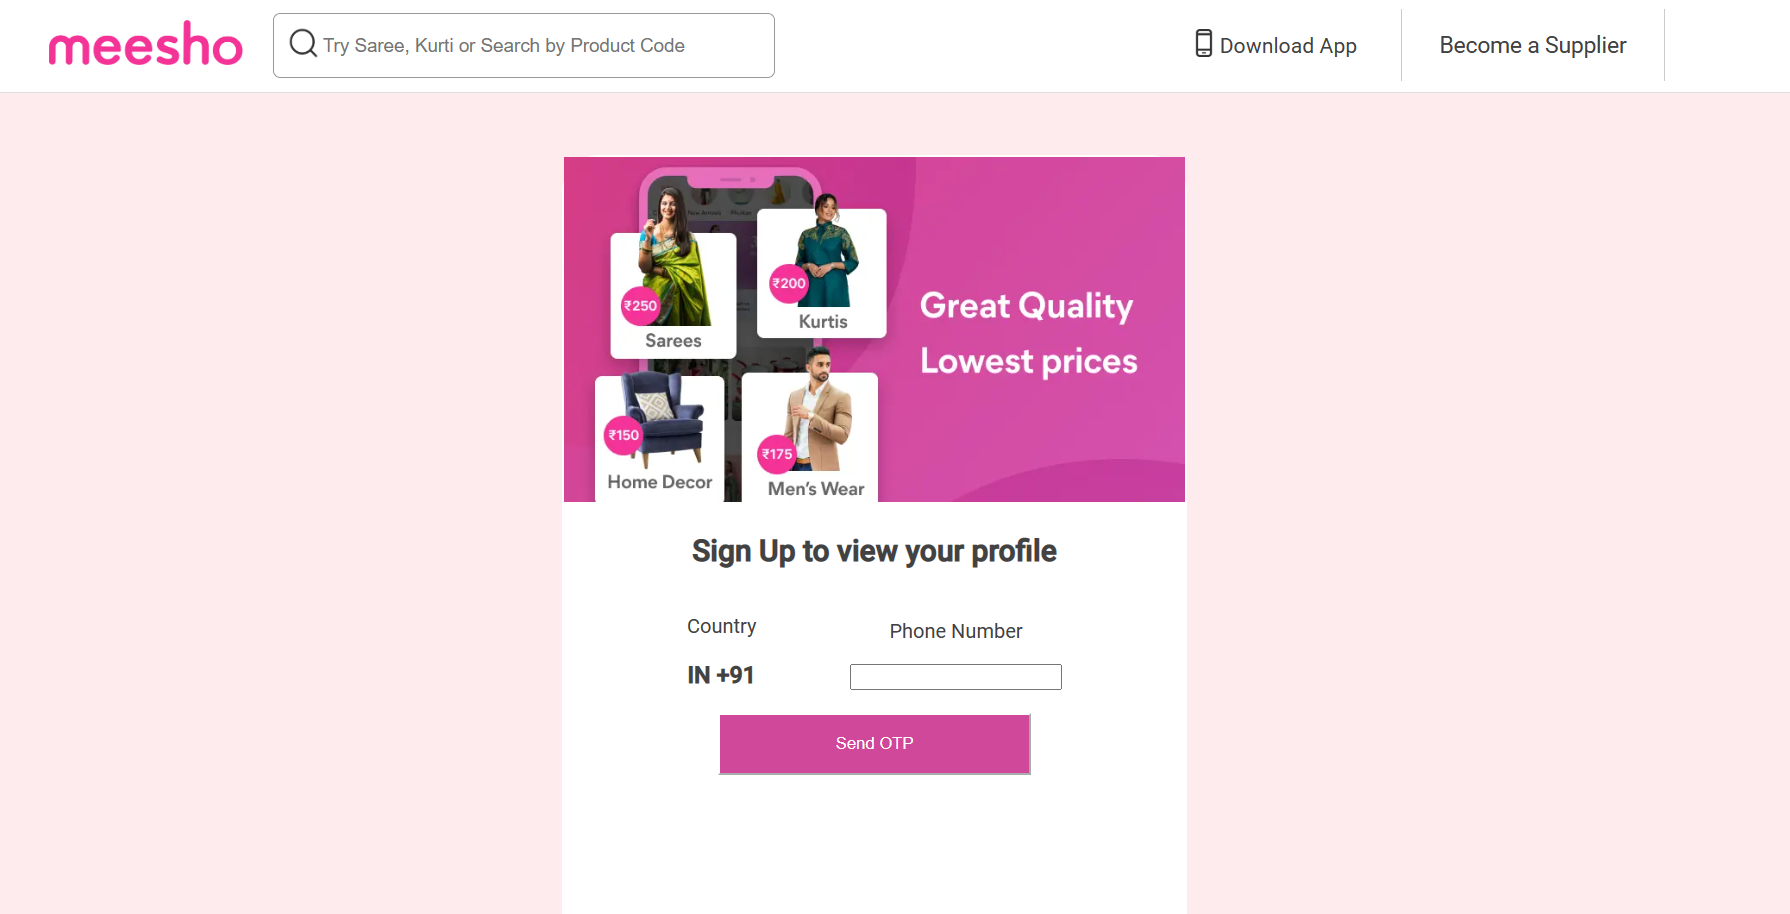 meesho
Try Saree, Kurti or Search by Product Code
Download App
Become a Supplier
New Arrivals
₹250
Sarees
₹200
Kurtis
₹150
Home Decor
₹175
Men's Wear
Great Quality
Lowest prices
Sign Up to view your profile
Country
Phone Number
IN +91
Send OTP